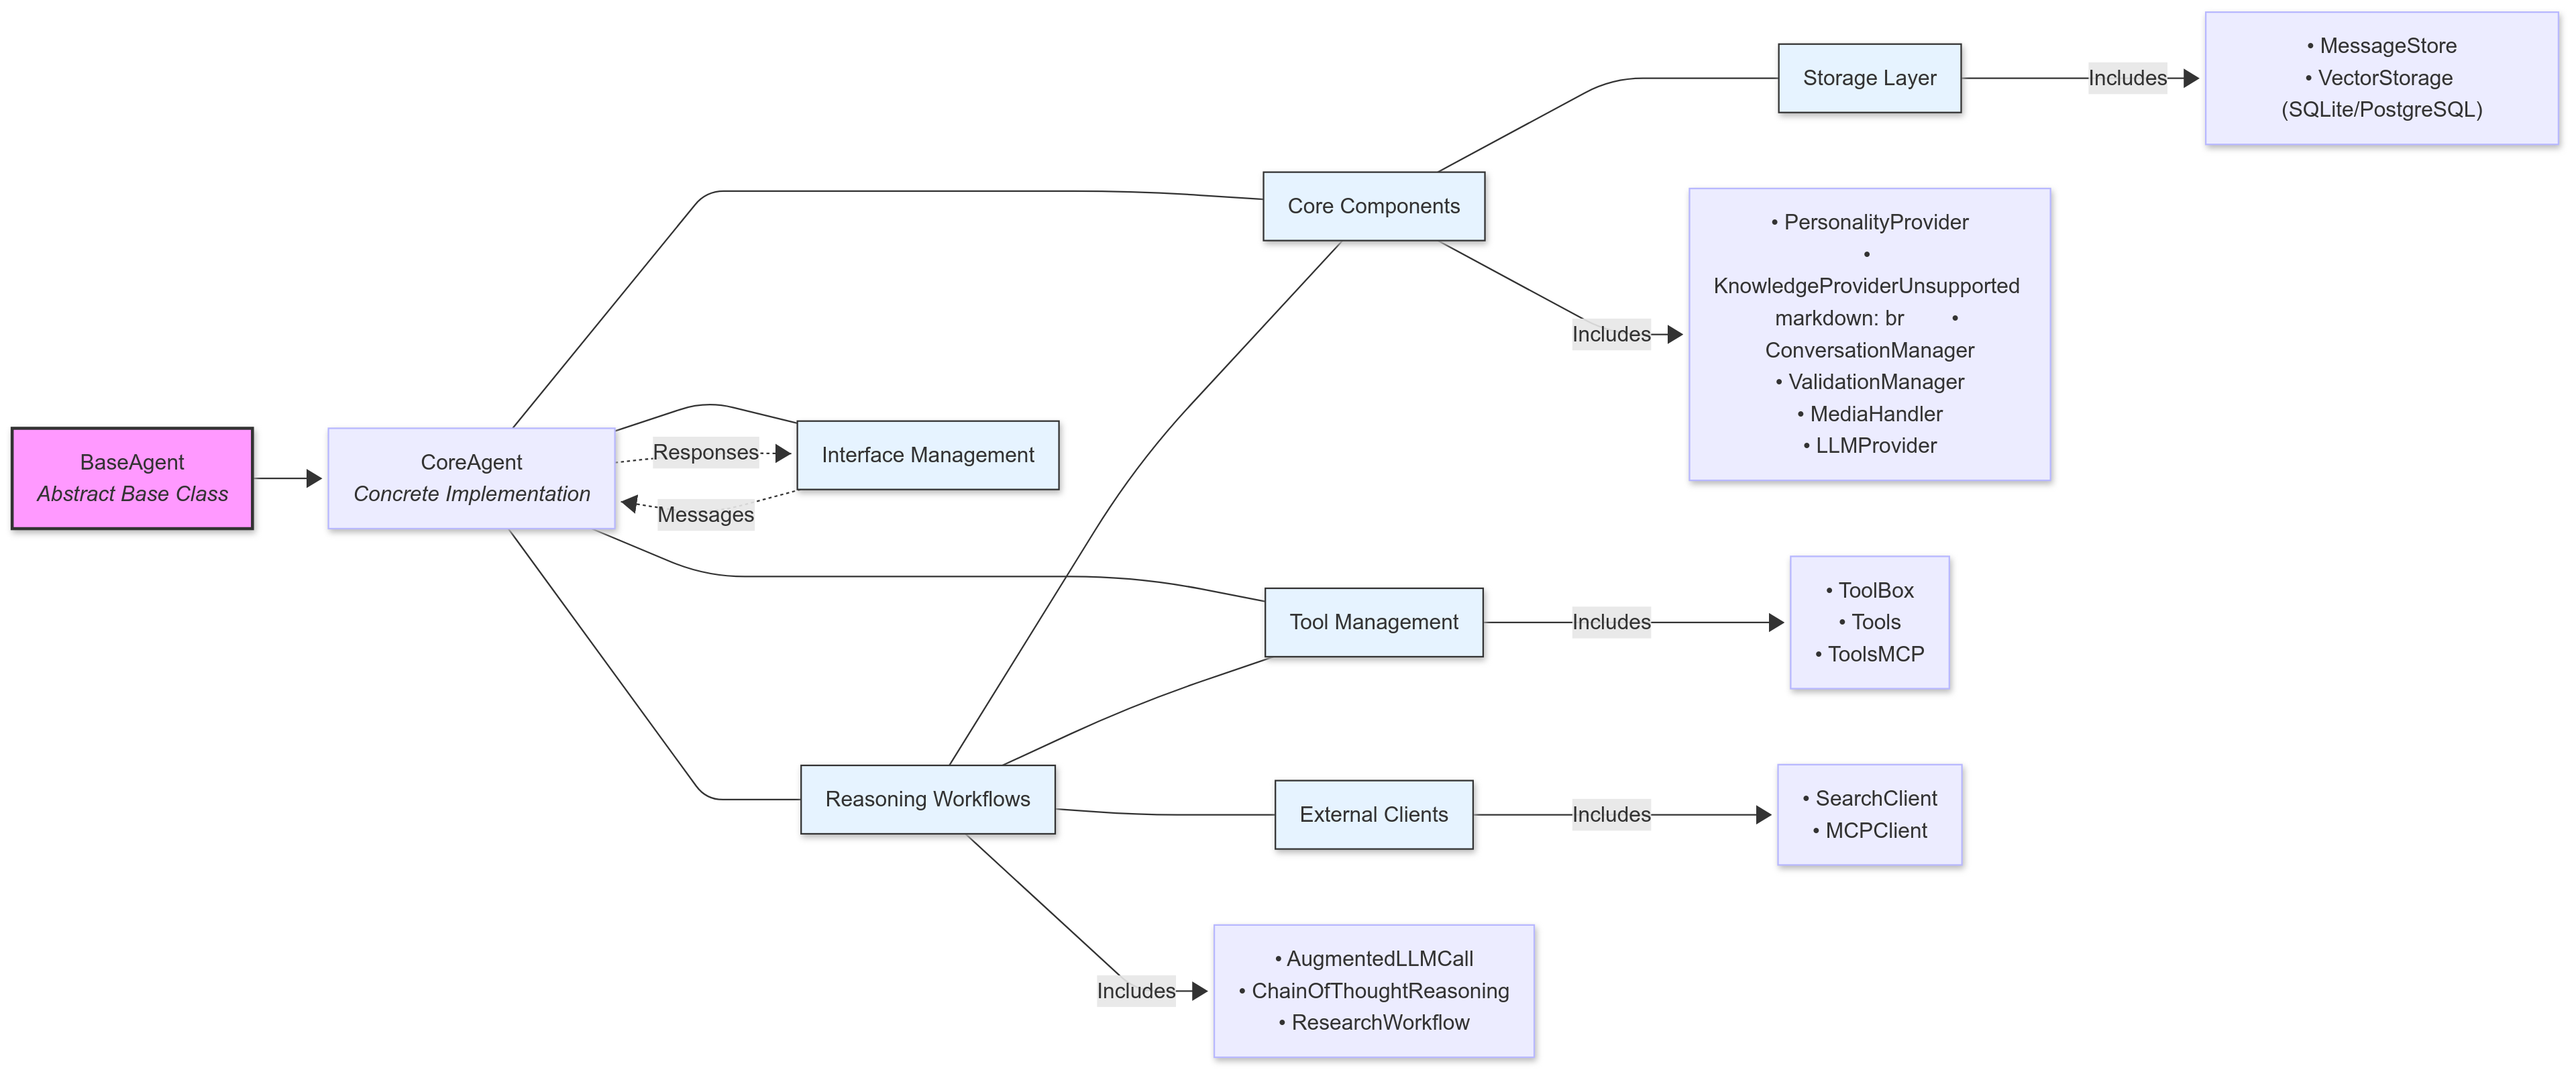 BaseAgent
Abstract Base Class
CoreAgent
Concrete Implementation
Responses
Messages
Interface Management
Core Components
Storage Layer
Includes
• MessageStore
• VectorStorage
(SQLite/PostgreSQL)
Includes
• PersonalityProvider
•
KnowledgeProviderUnsupported
markdown: br •
ConversationManager
• ValidationManager
• MediaHandler
• LLMProvider
Tool Management
Includes
• ToolBox
• Tools
• ToolsMCP
Reasoning Workflows
External Clients
Includes
• SearchClient
• MCPClient
Includes
• AugmentedLLMCall
• ChainOfThoughtReasoning
• ResearchWorkflow